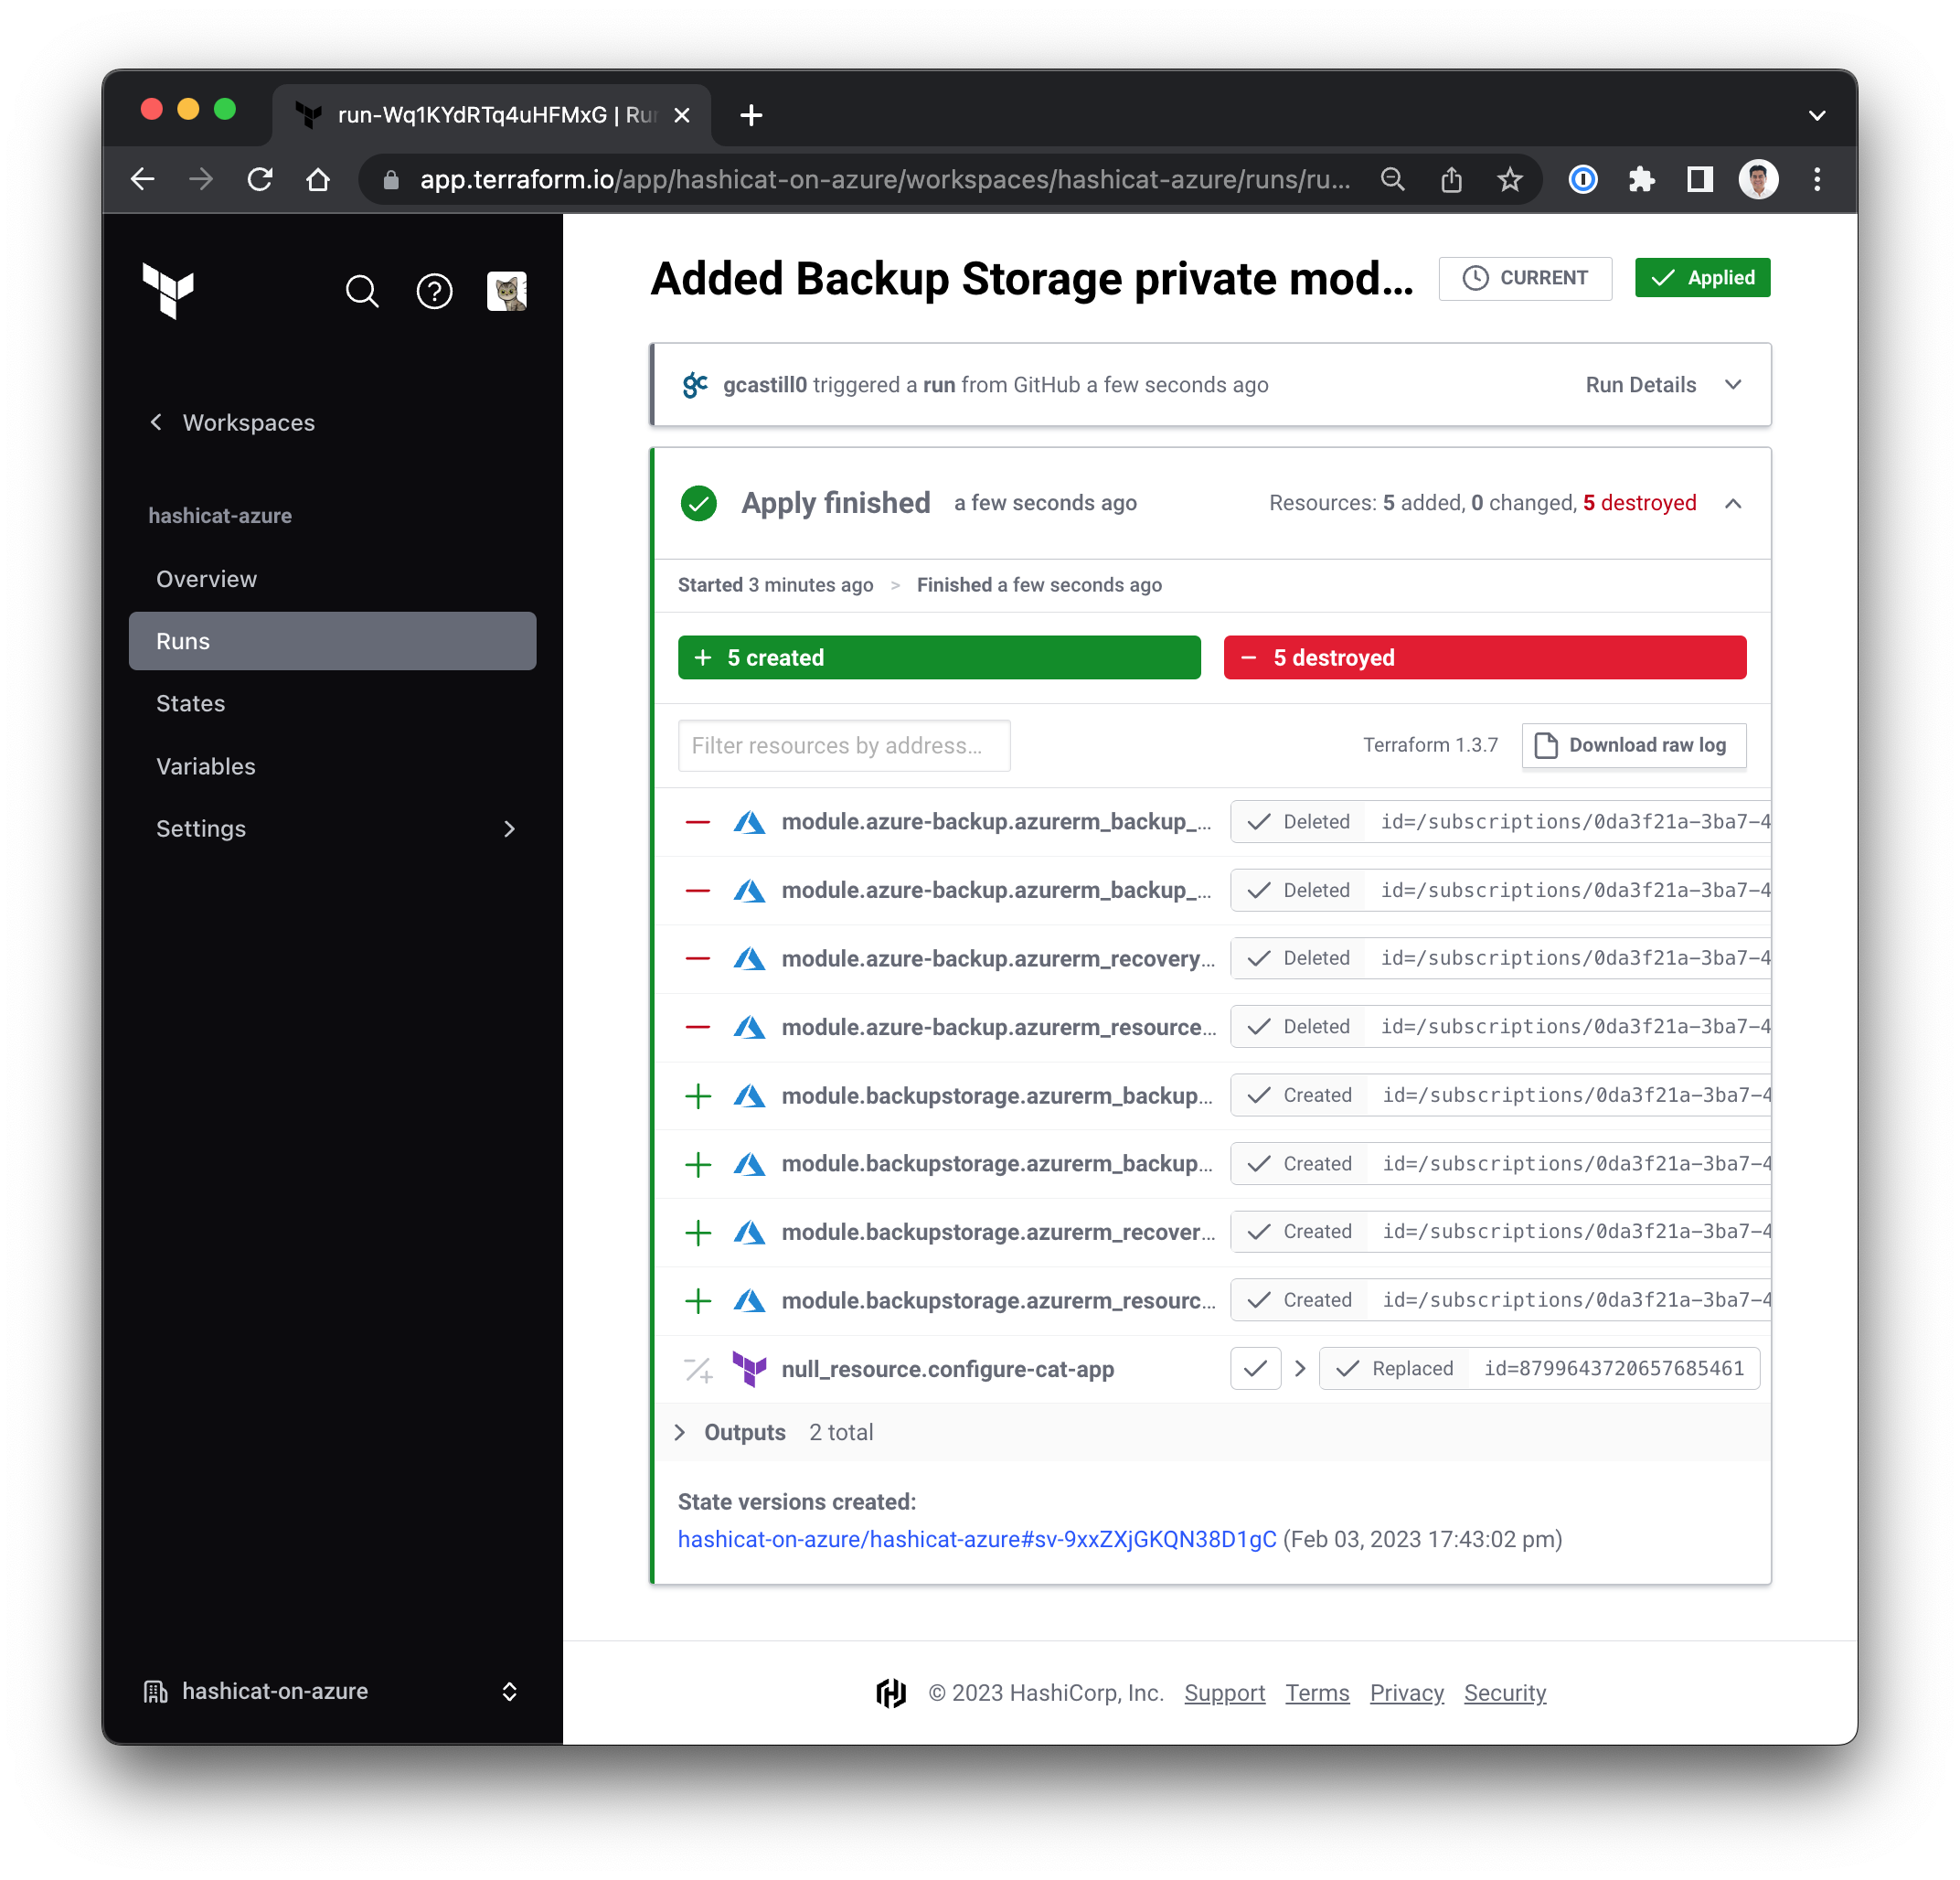 run-Wq1KYdRTq4uHFMxG | Ru
app.terraform.io/app/hashicat-on-azure/workspaces/hashicat-azure/runs/ru...
Workspaces
hashicat-azure
Overview
Runs
States
Variables
Settings
hashicat-on-azure
Added Backup Storage private mod...
CURRENT
Applied
gc gcastill0 triggered a run from GitHub a few seconds ago
Run Details
Apply finished a few seconds ago
Resources: 5 added, 0 changed, 5 destroyed
Started 3 minutes ago > Finished a few seconds ago
+ 5 created
− 5 destroyed
Filter resources by address...
Terraform 1.3.7
Download raw log
module.azure-backup.azurerm_backup_... Deleted id=/subscriptions/0da3f21a-3ba7-4
module.azure-backup.azurerm_backup_... Deleted id=/subscriptions/0da3f21a-3ba7-4
module.azure-backup.azurerm_recovery... Deleted id=/subscriptions/0da3f21a-3ba7-4
module.azure-backup.azurerm_resource... Deleted id=/subscriptions/0da3f21a-3ba7-4
module.backupstorage.azurerm_backup... Created id=/subscriptions/0da3f21a-3ba7-4
module.backupstorage.azurerm_backup... Created id=/subscriptions/0da3f21a-3ba7-4
module.backupstorage.azurerm_recover... Created id=/subscriptions/0da3f21a-3ba7-4
module.backupstorage.azurerm_resourc... Created id=/subscriptions/0da3f21a-3ba7-4
null_resource.configure-cat-app Replaced id=8799643720657685461
Outputs 2 total
State versions created:
hashicat-on-azure/hashicat-azure#sv-9xxZXjGKQN38D1gC (Feb 03, 2023 17:43:02 pm)
© 2023 HashiCorp, Inc. Support Terms Privacy Security